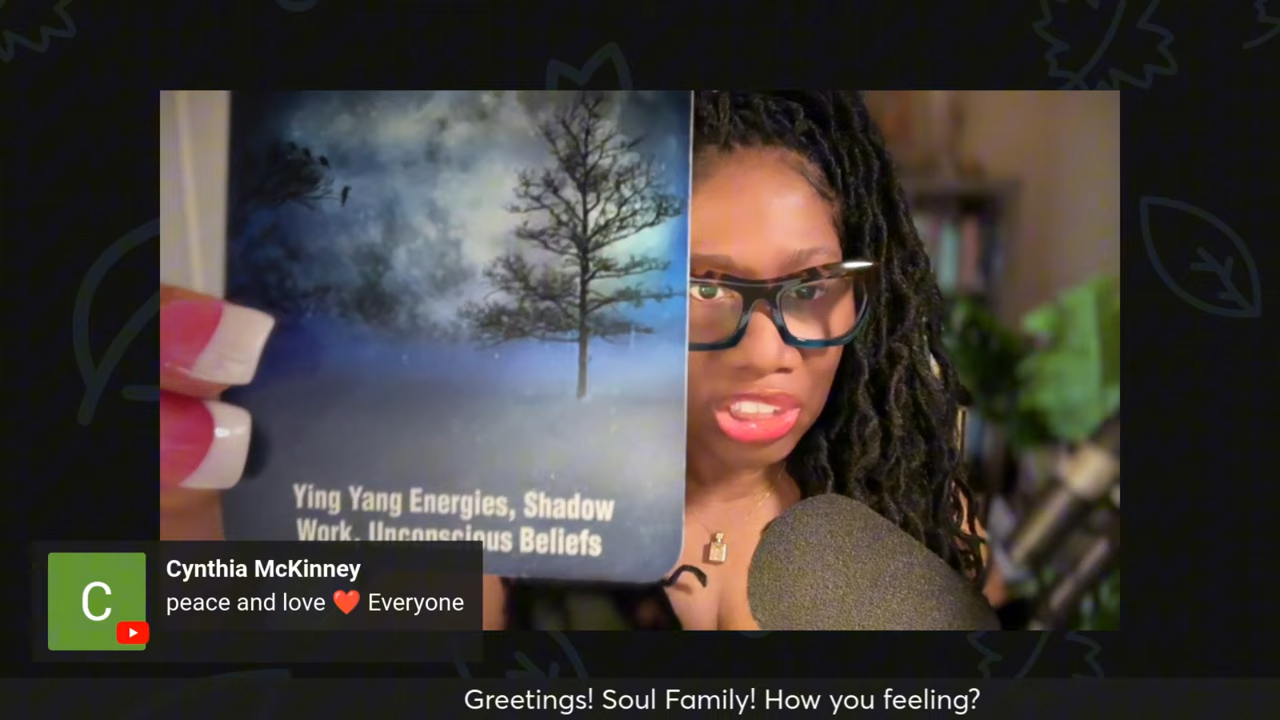 Ying Yang Energies, Shadow
Work, Unconscious Beliefs
C
Cynthia McKinney
peace and love ❤️ Everyone
Greetings! Soul Family! How you feeling?